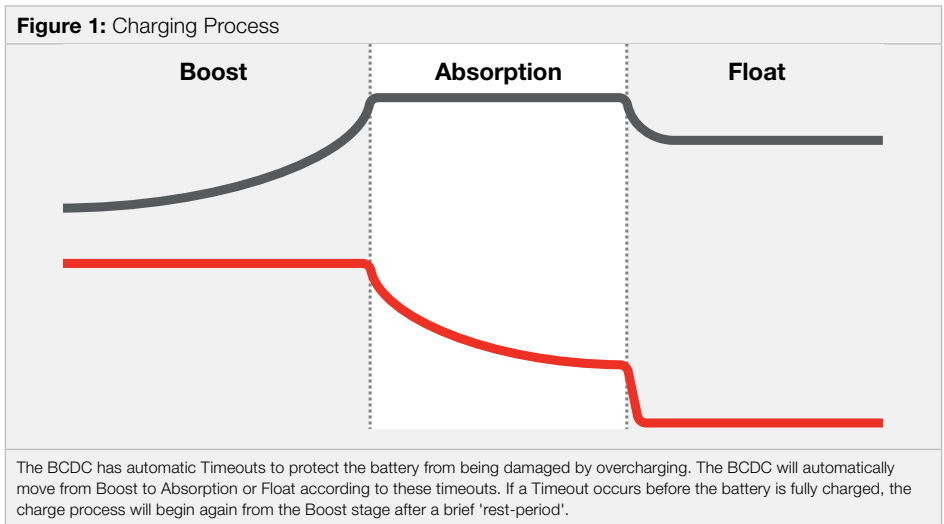 Figure 1: Charging Process
Boost
Absorption
Float
The BCDC has automatic Timeouts to protect the battery from being damaged by overcharging. The BCDC will automatically
move from Boost to Absorption or Float according to these timeouts. If a Timeout occurs before the battery is fully charged, the
charge process will begin again from the Boost stage after a brief 'rest-period'.